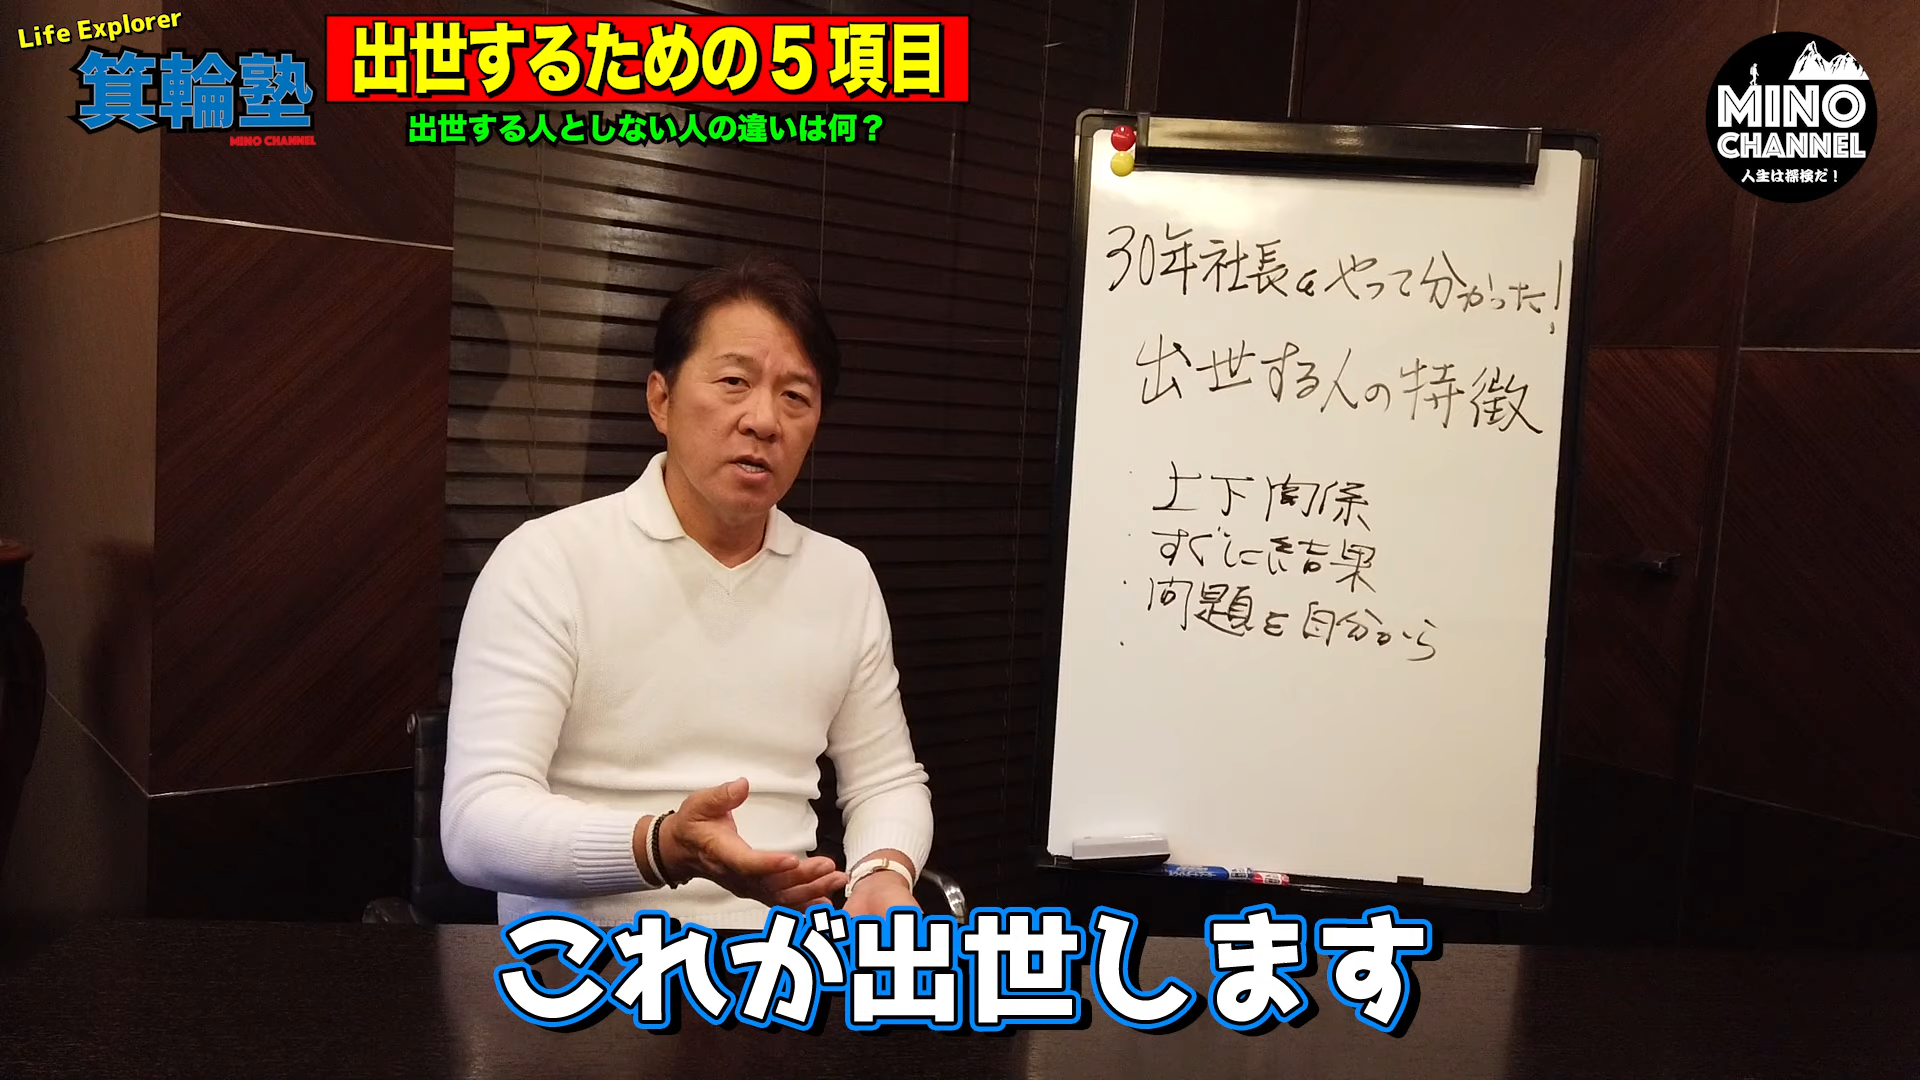 Life Explorer
箕輪塾
MINO CHANNEL
出世するための5項目
出世する人としない人の違いは何？
MINO
CHANNEL
人生は探検だ！
30年社長をやって分かった!
出世する人の特徴
・上下関係
・すぐに結果
・問題を自分から
・
これが出世します